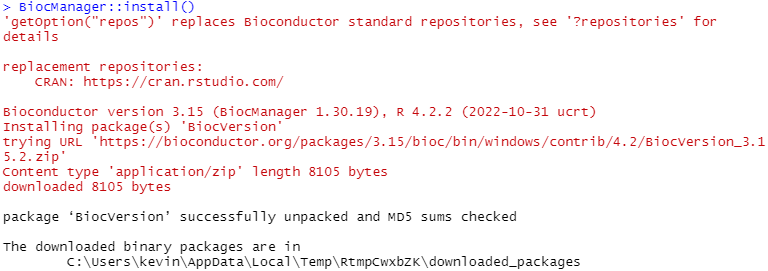 > BiocManager::install()
'getOption("repos")' replaces Bioconductor standard repositories, see '?repositories' for
details

replacement repositories:
    CRAN: https://cran.rstudio.com/

Bioconductor version 3.15 (BiocManager 1.30.19), R 4.2.2 (2022-10-31 ucrt)
Installing package(s) 'BiocVersion'
trying URL 'https://bioconductor.org/packages/3.15/bioc/bin/windows/contrib/4.2/BiocVersion_3.1
5.2.zip'
Content type 'application/zip' length 8105 bytes
downloaded 8105 bytes

package ‘BiocVersion’ successfully unpacked and MD5 sums checked

The downloaded binary packages are in
        C:\Users\kevin\AppData\Local\Temp\RtmpCwxbZK\downloaded_packages